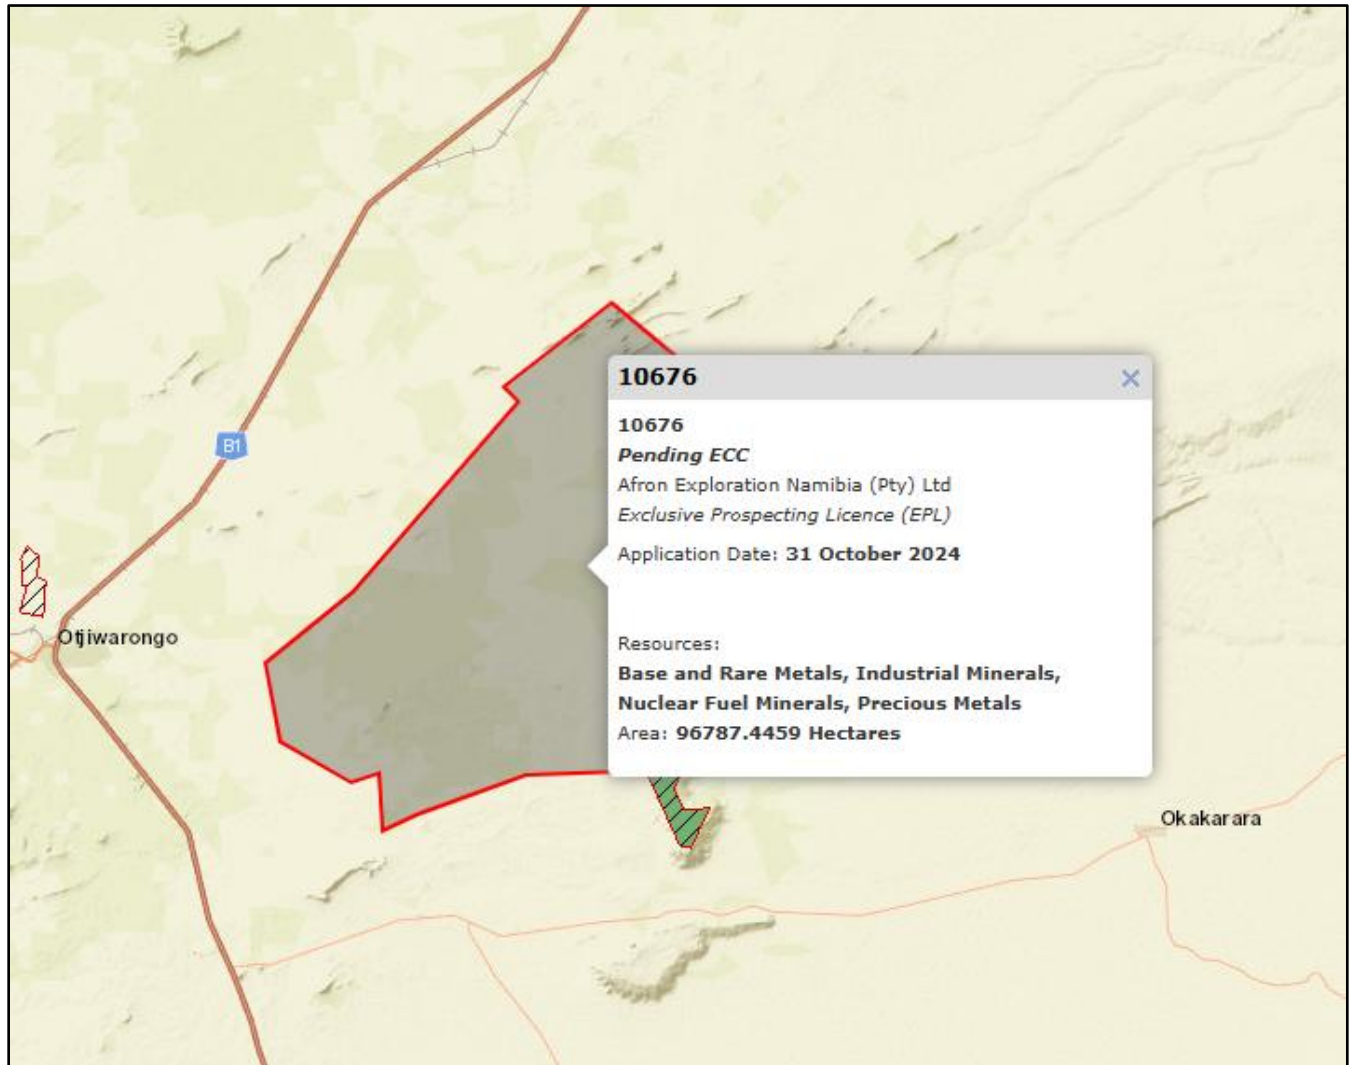 10676
10676
Pending ECC
Afron Exploration Namibia (Pty) Ltd
Exclusive Prospecting Licence (EPL)
Application Date: 31 October 2024
Resources:
Base and Rare Metals, Industrial Minerals,
Nuclear Fuel Minerals, Precious Metals
Area: 96787.4459 Hectares
B1
Otjiwarongo
Okakarara